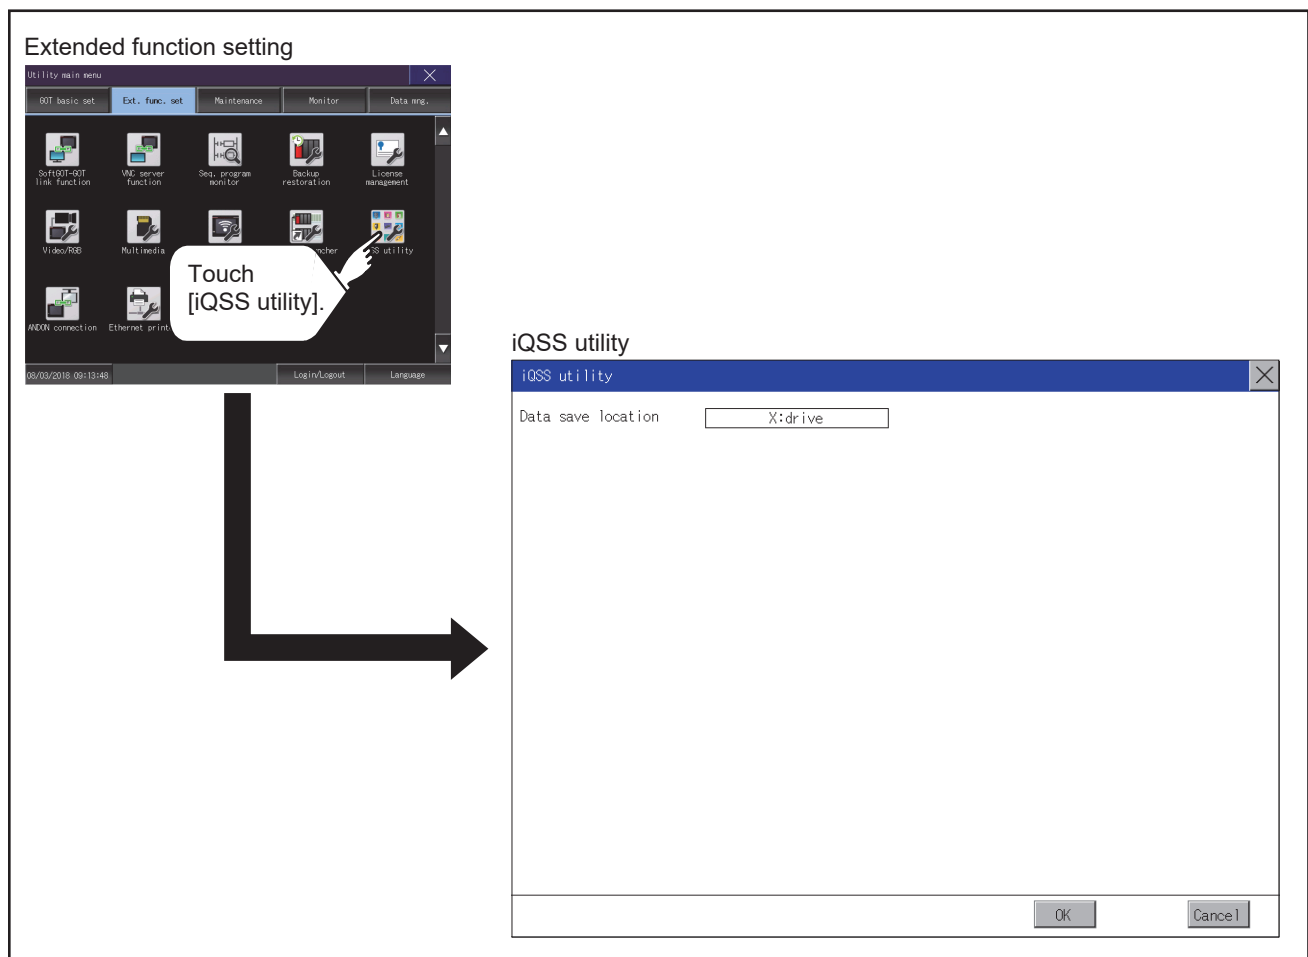 Extended function setting
Utility main menu
GOT basic set Ext. func. set Maintenance Monitor Data mng.
SoftGOT-GOT VNC server Seq. program Backup License
link function function monitor restoration management
Video/RGB Multimedia utility
Touch
[iQSS utility].
ANDON connection Ethernet
08/03/2018 09:13:48 Login/Logout Language
iQSS utility
iQSS utility
Data save location X:drive
OK Cancel